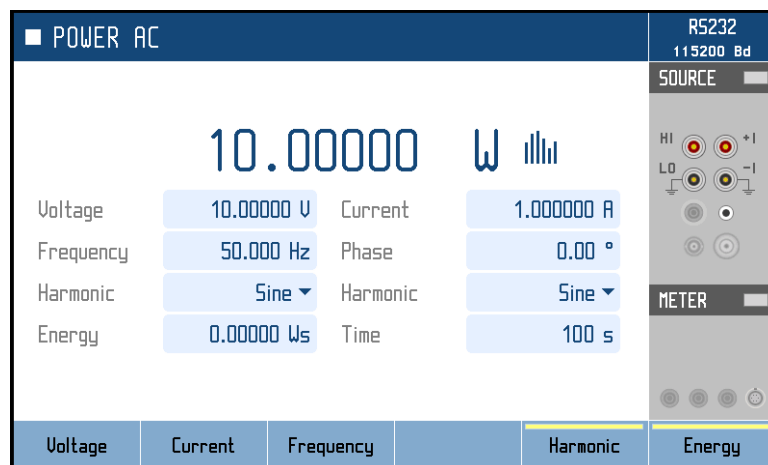 POWER AC
RS232
115200 Bd
SOURCE
10.00000 W
HI +I
LO -I
Voltage 10.00000 V Current 1.000000 A
Frequency 50.000 Hz Phase 0.00 °
Harmonic Sine Harmonic Sine
Energy 0.00000 Ws Time 100 s
METER
Voltage Current Frequency Harmonic Energy